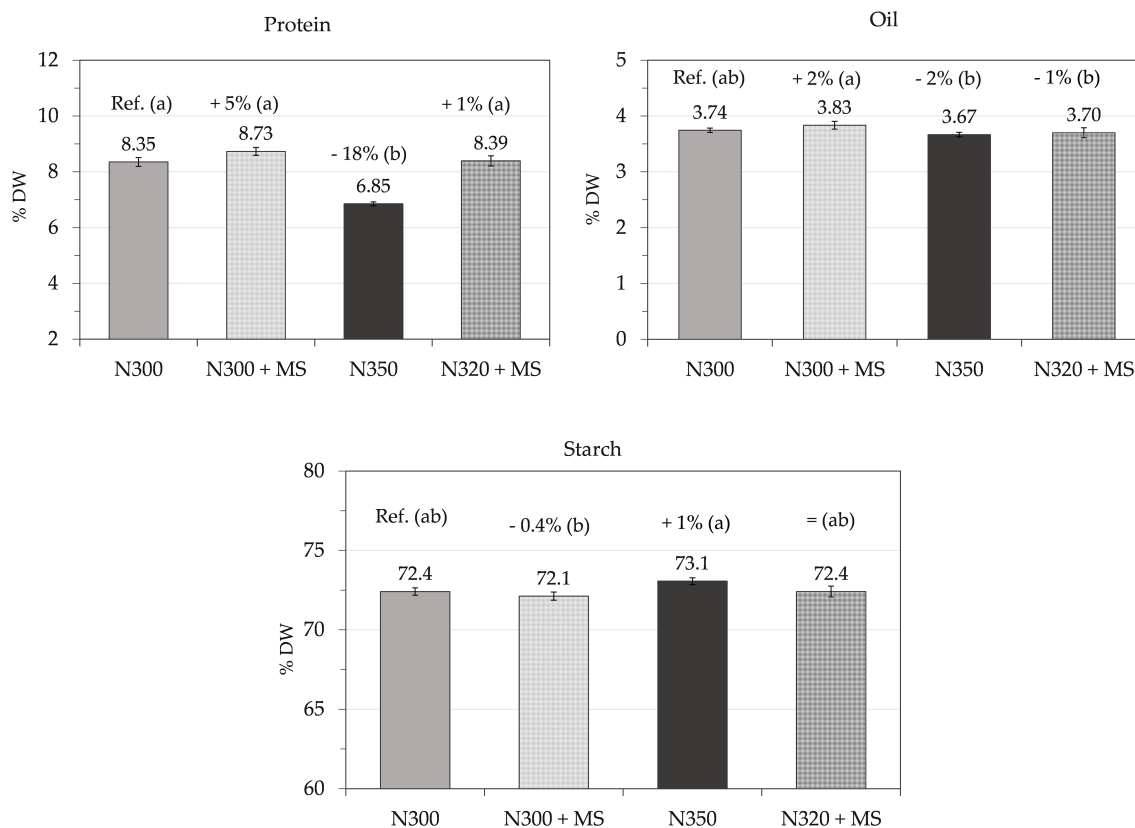 Protein
12
10
8
6
4
2
% DW
Ref. (a)
8.35
+ 5% (a)
8.73
- 18% (b)
6.85
+ 1% (a)
8.39
N300
N300 + MS
N350
N320 + MS
Oil
5
4
3
2
1
0
% DW
Ref. (ab)
3.74
+ 2% (a)
3.83
- 2% (b)
3.67
- 1% (b)
3.70
N300
N300 + MS
N350
N320 + MS
Starch
80
75
70
65
60
% DW
Ref. (ab)
72.4
- 0.4% (b)
72.1
+ 1% (a)
73.1
= (ab)
72.4
N300
N300 + MS
N350
N320 + MS